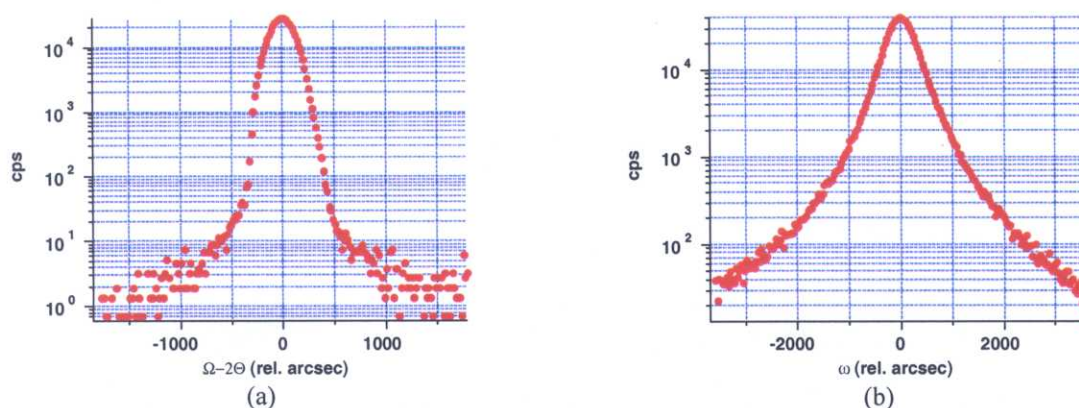 cps
10⁴
10³
10²
10¹
10⁰
-1000
0
1000
Ω−2Θ (rel. arcsec)
(a)
cps
10⁴
10³
10²
-2000
0
2000
ω (rel. arcsec)
(b)